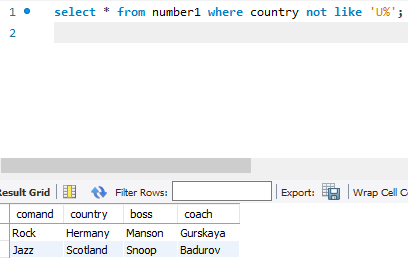 1 select * from number1 where country not like 'U%';
2
Result Grid Filter Rows: Export: Wrap Cell Co
comand country boss coach
Rock Hermany Manson Gurskaya
Jazz Scotland Snoop Badurov